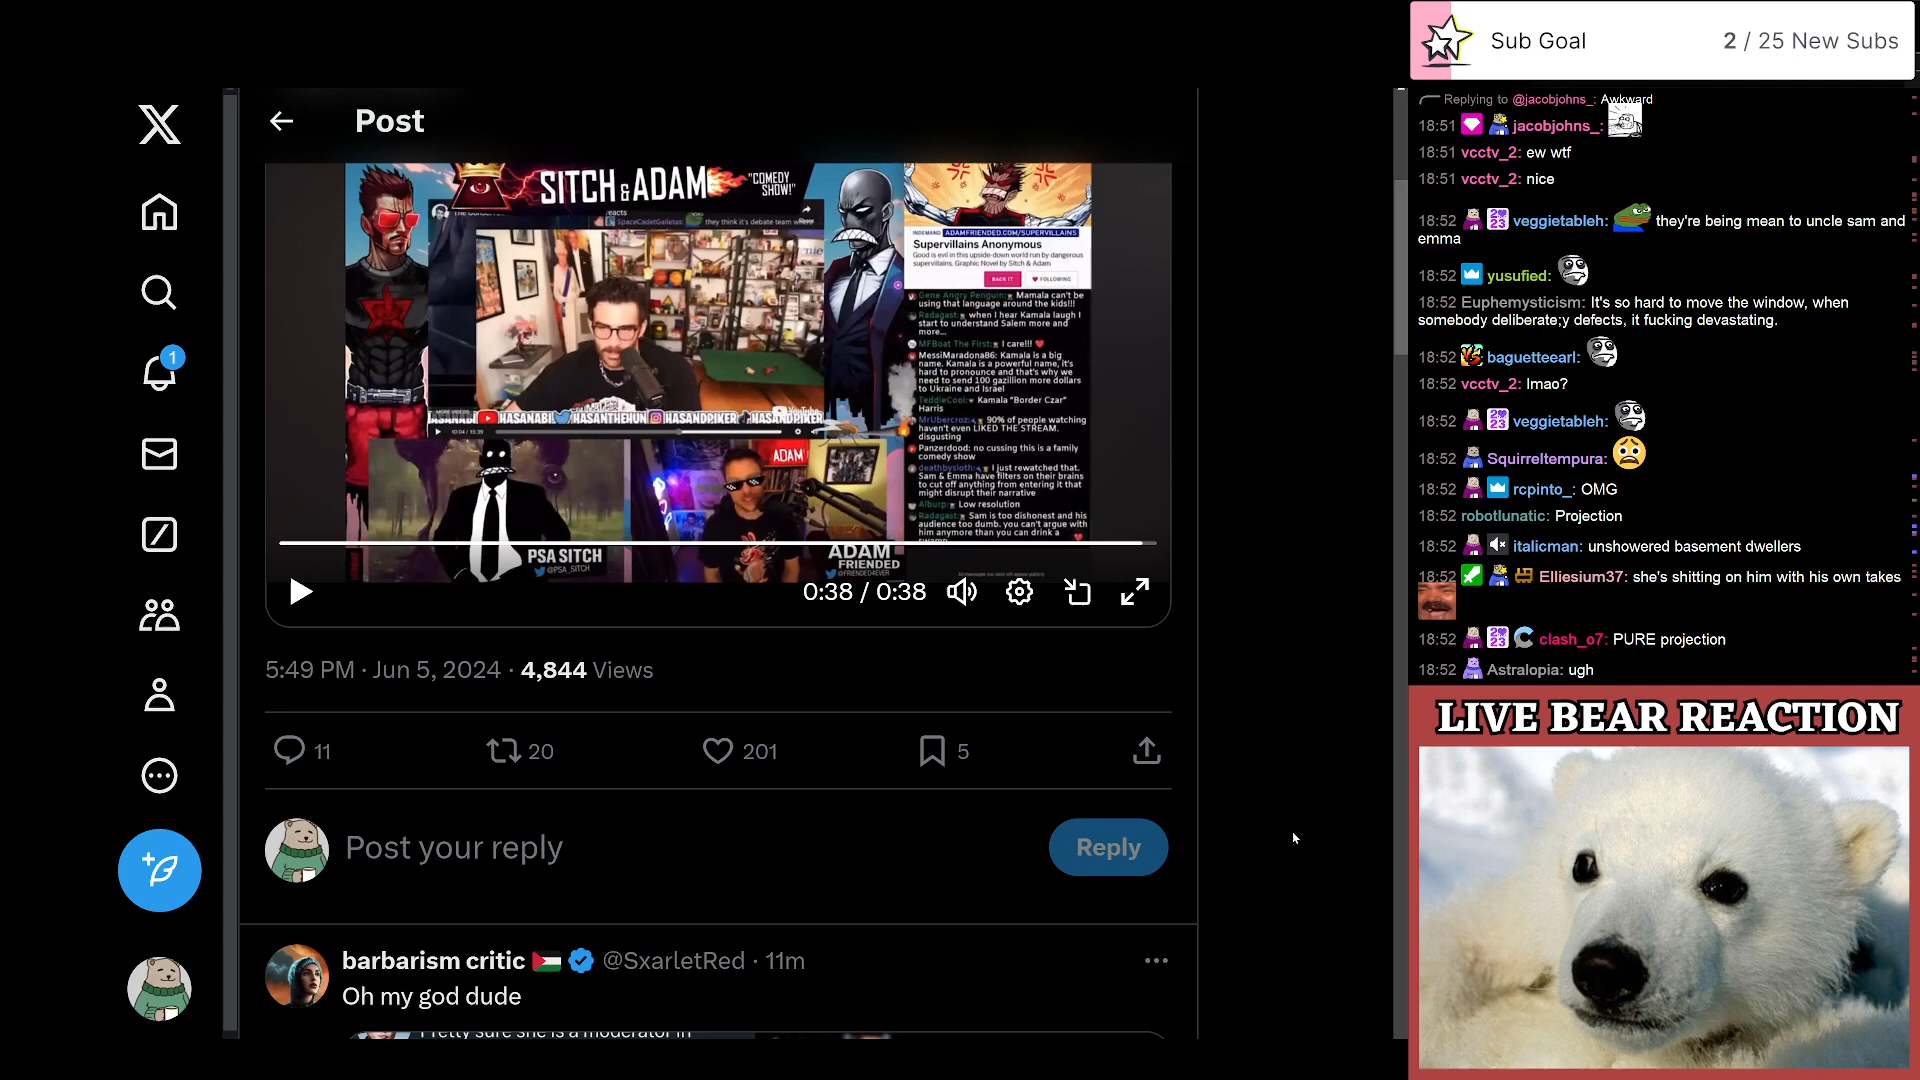 Sub Goal
2 / 25 New Subs
Post
Replying to @jacobjohns_: Awkward
18:51 jacobjohns_:
18:51 vcctv_2: ew wtf
18:51 vcctv_2: nice
18:52 veggietableh: they're being mean to uncle sam and
emma
18:52 yusufied:
18:52 Euphemysticism: It's so hard to move the window, when
somebody deliberate;y defects, it fucking devastating.
18:52 baguetteearl:
18:52 vcctv_2: lmao?
18:52 veggietableh:
18:52 Squirreltempura:
18:52 rcpinto_: OMG
18:52 robotlunatic: Projection
18:52 italicman: unshowered basement dwellers
18:52 Elliesium37: she's shitting on him with his own takes
18:52 clash_o7: PURE projection
18:52 Astralopia: ugh
SITCH & ADAM
"COMEDY
SHOW!"
reacts
SpaceCadetGalletas: they think it's debate team
INDEMAND ADAMFRIENDED.COM/SUPERVILLAINS
Supervillains Anonymous
Good is evil in this upside-down world run by dangerous
supervillains. Graphic Novel by Sitch & Adam
BACK IT
FOLLOWING
Gene Angry Penguin: Mamala can't be
using that language around the kids!!!
Radagast: when I hear Kamala laugh I
start to understand Salem more and
more...
MFBoat The First: I care!!!
MessiMaradona86: Kamala is a big
name. Kamala is a powerful name, it's
hard to pronounce and that's why we
need to send 100 gazillion more dollars
to Ukraine and Israel
TeddieCool: Kamala "Border Czar"
Harris
MrUbercroz: 90% of people watching
haven't even LIKED THE STREAM.
disgusting
Panzerdood: no cussing this is a family
comedy show
deathbysloth: I just rewatched that.
Sam & Emma have filters on their brains
to cut off anything from entering it that
might disrupt their narrative
Alburp: Low resolution
Radagast: Sam is too dishonest and his
audience too dumb. you can't argue with
him anymore than you can drink a
HASANABI HASANTHEHUN HASANDPIKER HASANDPIKER
ADAM
PSA SITCH
@PSA_SITCH
ADAM
FRIENDED
@FRIENDED4EVER
0:38 / 0:38
5:49 PM · Jun 5, 2024 · 4,844 Views
11
20
201
5
Post your reply
Reply
barbarism critic @SxarletRed · 11m
Oh my god dude
Pretty sure she is a moderator in
1
LIVE BEAR REACTION